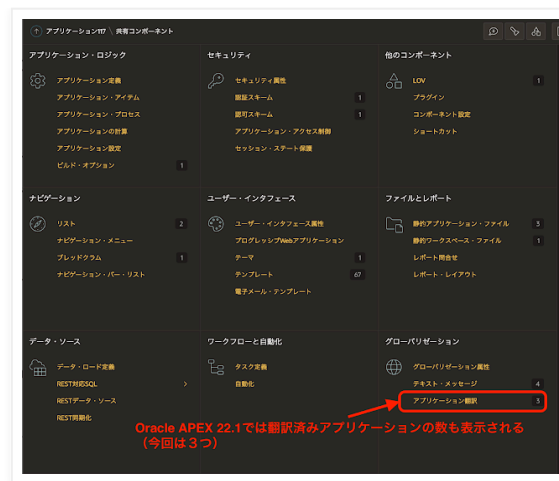 アプリケーション117 \ 共有コンポーネント
アプリケーション・ロジック
アプリケーション定義
アプリケーション・アイテム
アプリケーション・プロセス
アプリケーションの計算
アプリケーション設定
ビルド・オプション 1
セキュリティ
セキュリティ属性
認証スキーム 1
認可スキーム 1
アプリケーション・アクセス制御
セッション・ステート保護
他のコンポーネント
LOV 1
プラグイン
コンポーネント設定
ショートカット
ナビゲーション
リスト 2
ナビゲーション・メニュー
ブレッドクラム 1
ナビゲーション・バー・リスト
ユーザー・インタフェース
ユーザー・インタフェース属性
プログレッシブWebアプリケーション
テーマ 1
テンプレート 67
電子メール・テンプレート
ファイルとレポート
静的アプリケーション・ファイル 3
静的ワークスペース・ファイル 1
レポート問合せ
レポート・レイアウト
データ・ソース
データ・ロード定義
REST対応SQL
RESTデータ・ソース
REST同期化
ワークフローと自動化
タスク定義
自動化
グローバリゼーション
グローバリゼーション属性
テキスト・メッセージ 4
アプリケーション翻訳 3
Oracle APEX 22.1では翻訳済みアプリケーションの数も表示される
（今回は３つ）